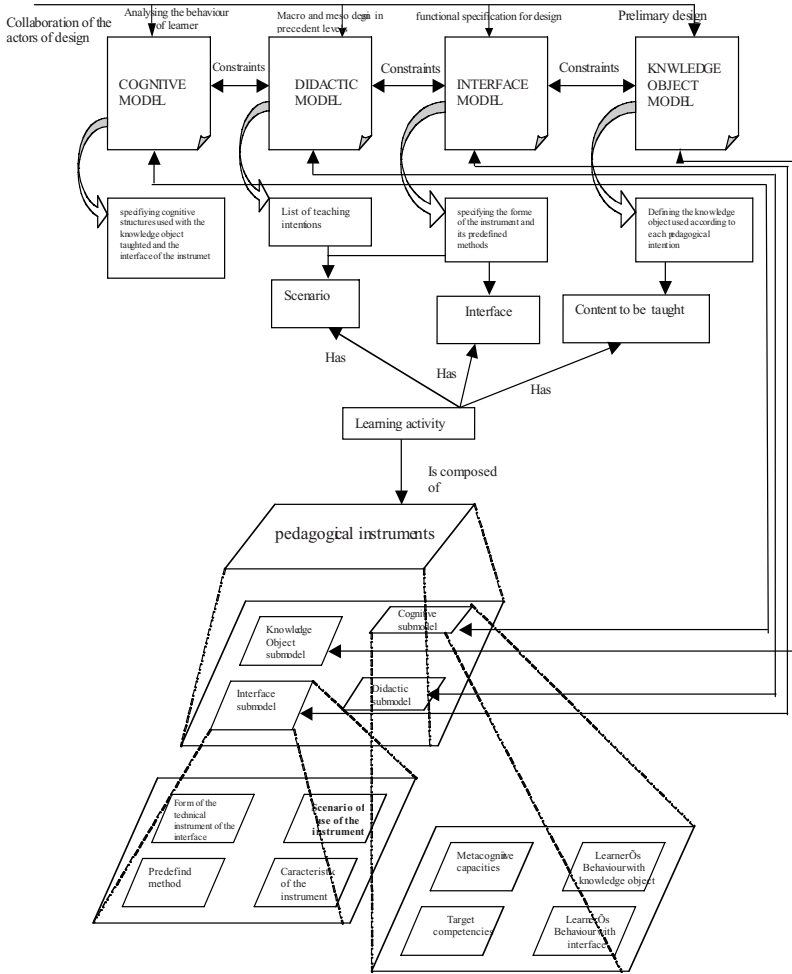 Collaboration of the
actors of design
Analysing the behaviour
of learner
Macro and meso design in
precedent levels
functional specification for design
Prelimary design
COGNITIVE
MODEL
Constraints
DIDACTIC
MODEL
Constraints
INTERFACE
MODEL
Constraints
KNWLEDGE
OBJECT
MODEL
specifiying cognitive
structures used with the
knowledge object
taughted and the
interface of the instrumet
List of teaching
intentions
specifying the forme
of the instrument and
its predefined
methods
Defining the knowledge
object used according to
each pedagogical
intention
Scenario
Interface
Content to be taught
Has
Has
Has
Learning activity
Is composed
of
pedagogical instruments
Knowledge
Object
submodel
Cognitive
submodel
Interface
submodel
Didactic
submodel
Form of the
technical
instrument of the
interface
Scenario of
use of the
instrument
Predefind
method
Caracteristix
of the
instrument
Metacognitive
capacities
LearnerÕs
Behaviour with
knowledge object
Target
competencies
LearnerÕs
Behaviour with
interface